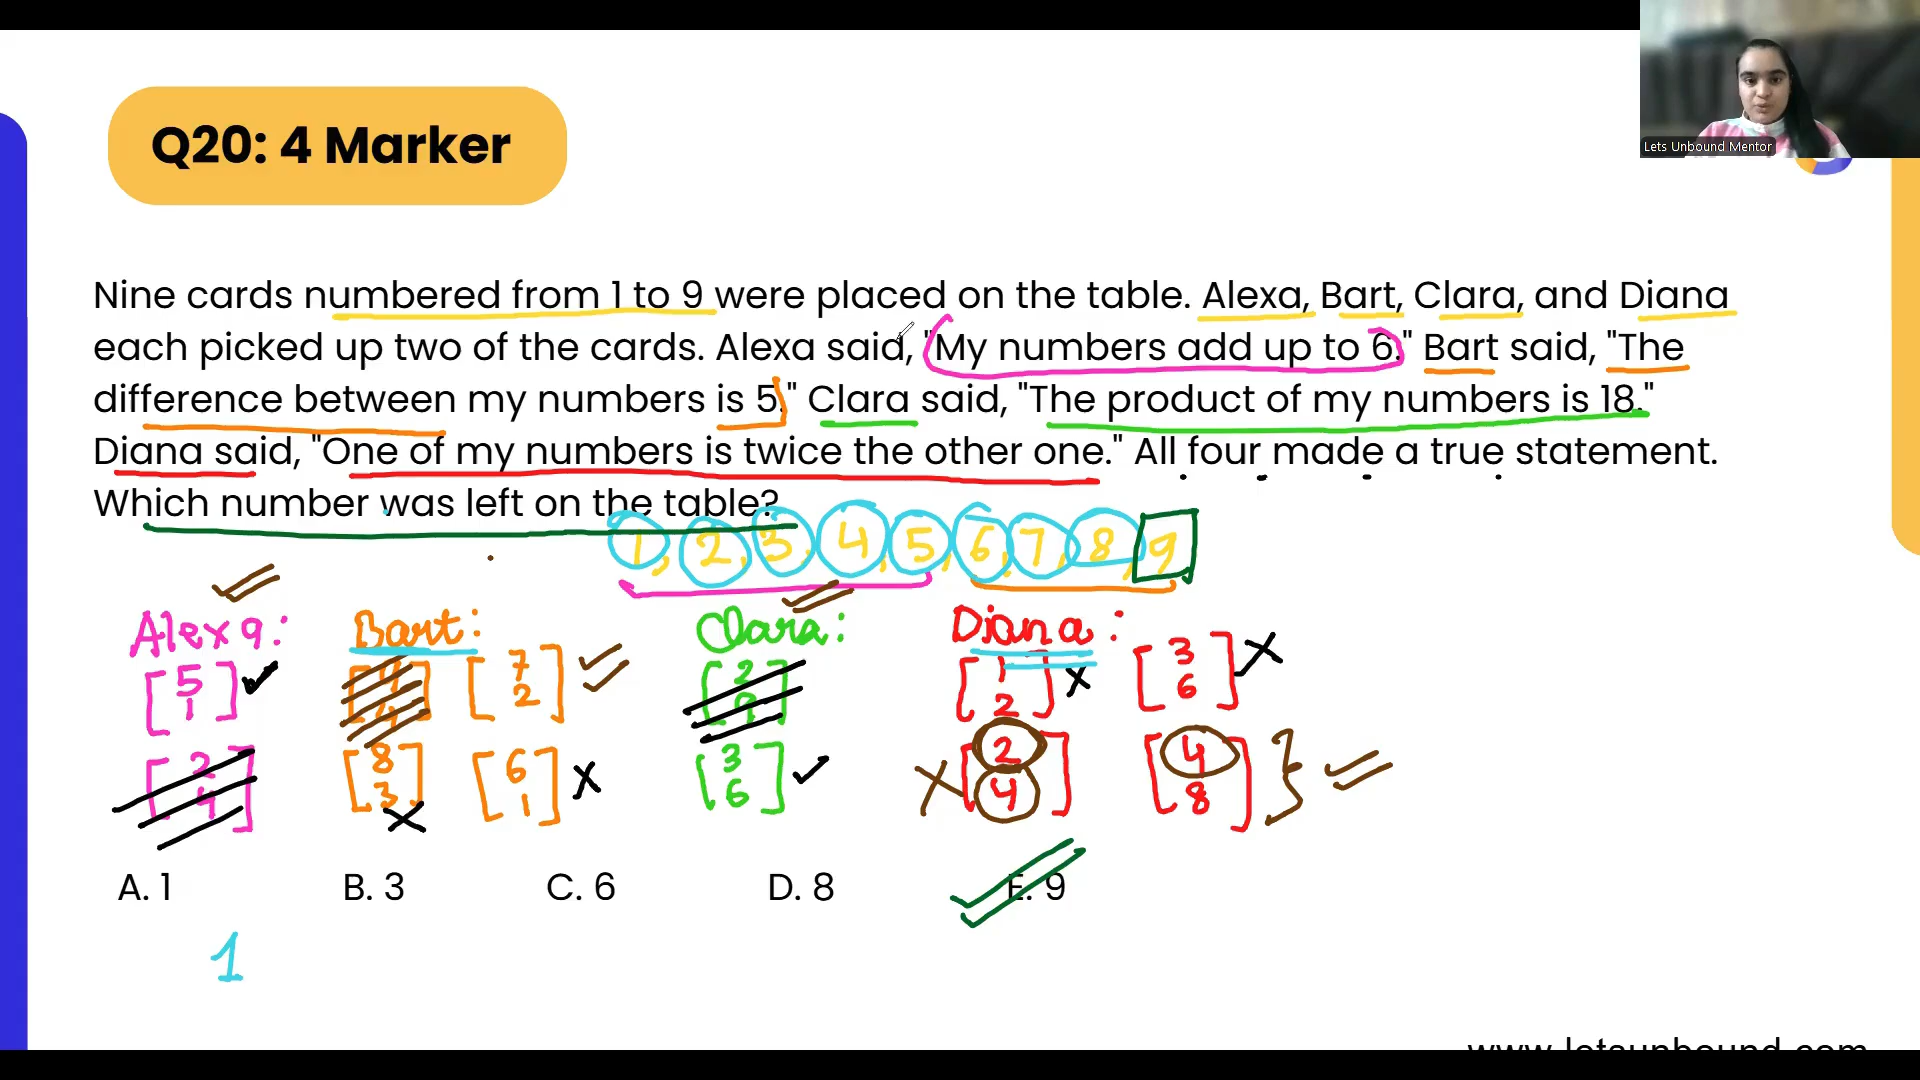 Lets Unbound Mentor
Q20: 4 Marker
Nine cards numbered from 1 to 9 were placed on the table. Alexa, Bart, Clara, and Diana
each picked up two of the cards. Alexa said, "My numbers add up to 6." Bart said, "The
difference between my numbers is 5." Clara said, "The product of my numbers is 18."
Diana said, "One of my numbers is twice the other one." All four made a true statement.
Which number was left on the table?
1, 2, 3, 4, 5, 6, 7, 8, 9
Alexa: Bart: Clara: Diana:
5 7 2 1 3
1 2 2 6
2 8 6 3 2 4
4 3 1 6 4 8
A. 1 B. 3 C. 6 D. 8 E. 9
1
www.letsunbound.com